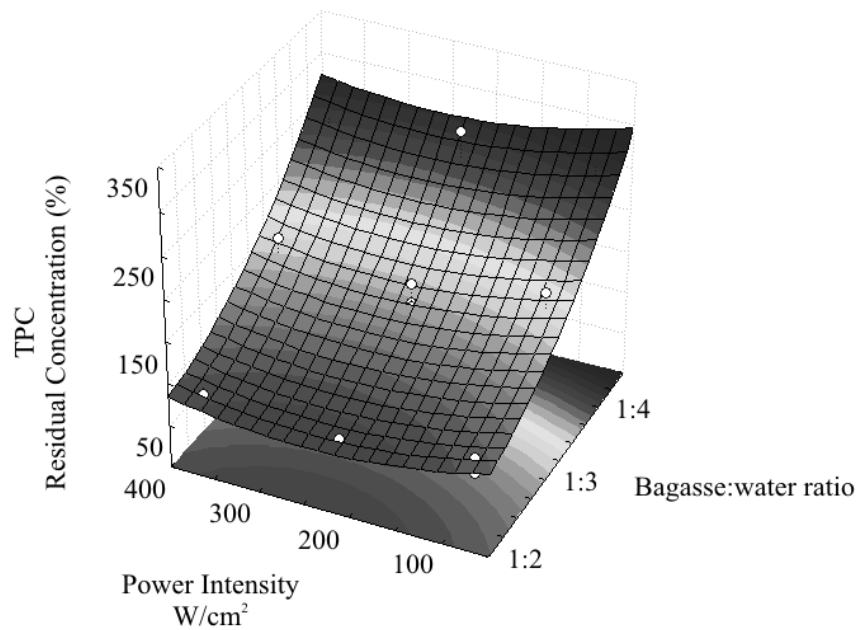 350
250
150
50
TPC
Residual Concentration (%)
400
300
200
100
Power Intensity
W/cm²
1:4
1:3
1:2
Bagasse:water ratio